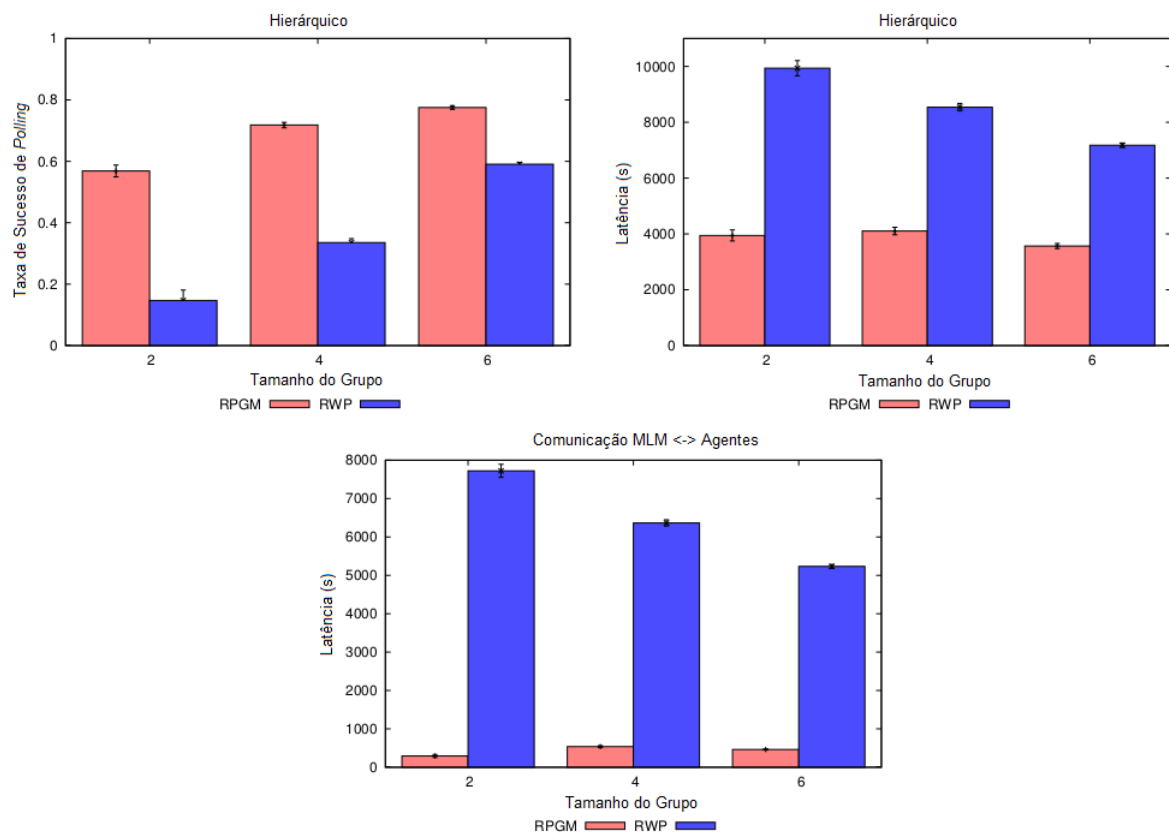 Hierárquico
Taxa de Sucesso de Polling
1
0.8
0.6
0.4
0.2
0
2 4 6
Tamanho do Grupo
RPGM RWP
Hierárquico
Latência (s)
10000
8000
6000
4000
2000
0
2 4 6
Tamanho do Grupo
RPGM RWP
Comunicação MLM <-> Agentes
Latência (s)
8000
7000
6000
5000
4000
3000
2000
1000
0
2 4 6
Tamanho do Grupo
RPGM RWP